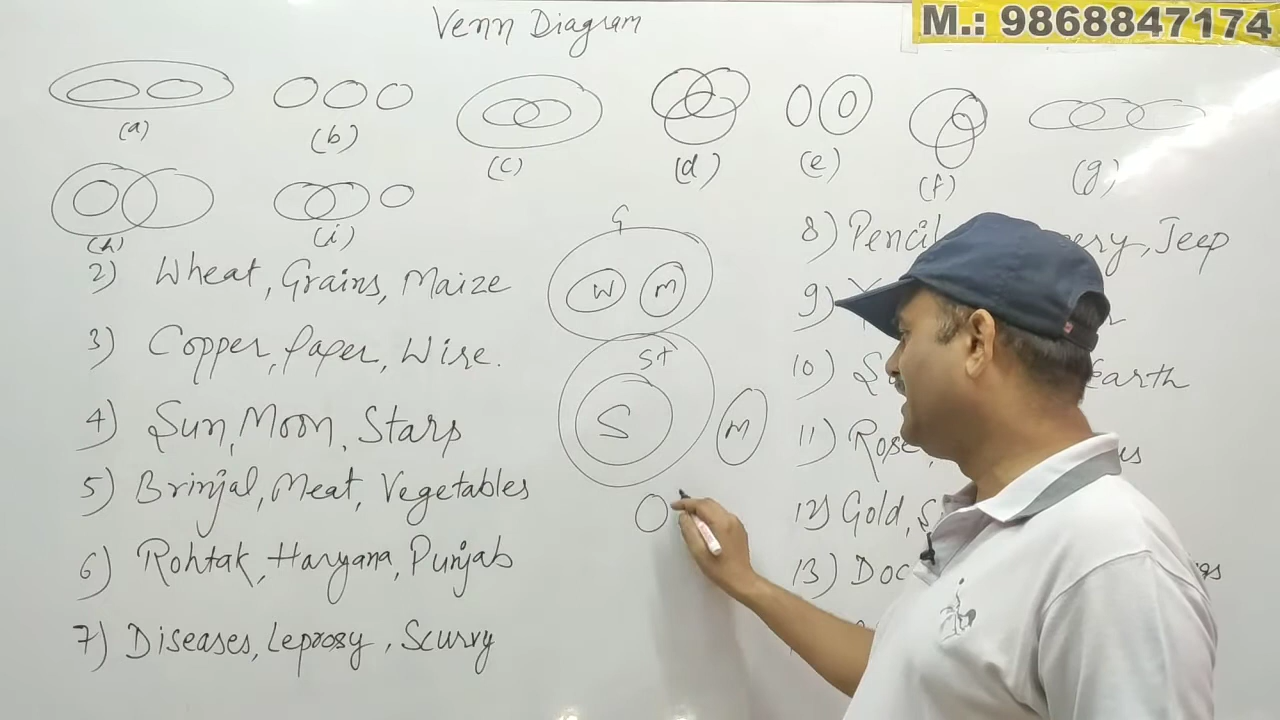 Venn Diagram
M.: 9868847174
(a) (b) (c) (d) (e) (f) (g)
(h) (i)
2) Wheat, Grains, Maize
3) Copper, Paper, Wire.
4) Sun, Moon, Stars
5) Brinjal, Meat, Vegetables
6) Rohtak, Haryana, Punjab
7) Diseases, Leprosy, Scurvy
G
W M
St
S M
8) Pencil Jeep
9)
10) Earth
11) Rose,
12) Gold,
13)